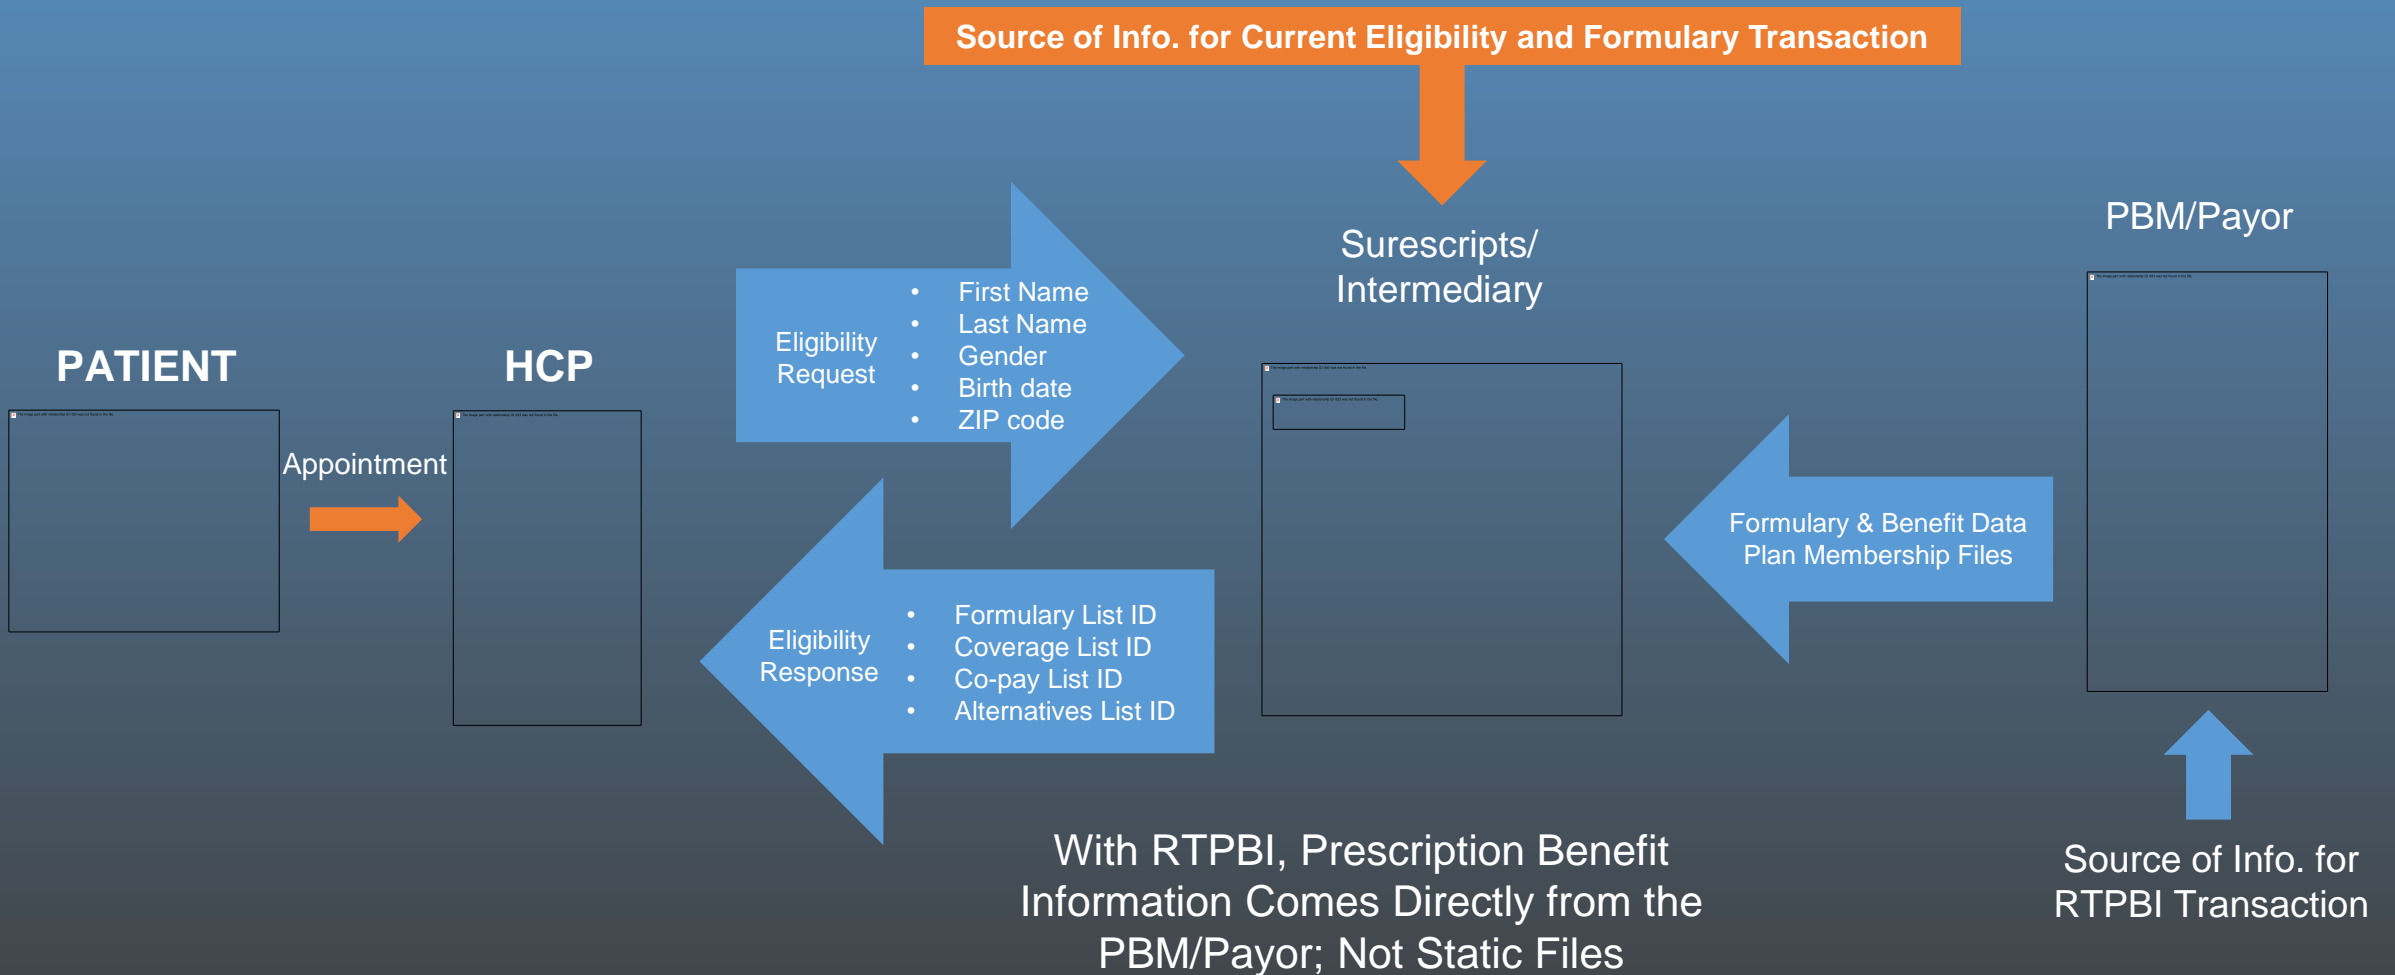 Source of Info. for Current Eligibility and Formulary Transaction
Surescripts/
Intermediary
PBM/Payor
PATIENT
HCP
Appointment
Eligibility
Request
• First Name
• Last Name
• Gender
• Birth date
• ZIP code
Formulary & Benefit Data
Plan Membership Files
Eligibility
Response
• Formulary List ID
• Coverage List ID
• Co-pay List ID
• Alternatives List ID
With RTPBI, Prescription Benefit
Information Comes Directly from the
PBM/Payor; Not Static Files
Source of Info. for
RTPBI Transaction